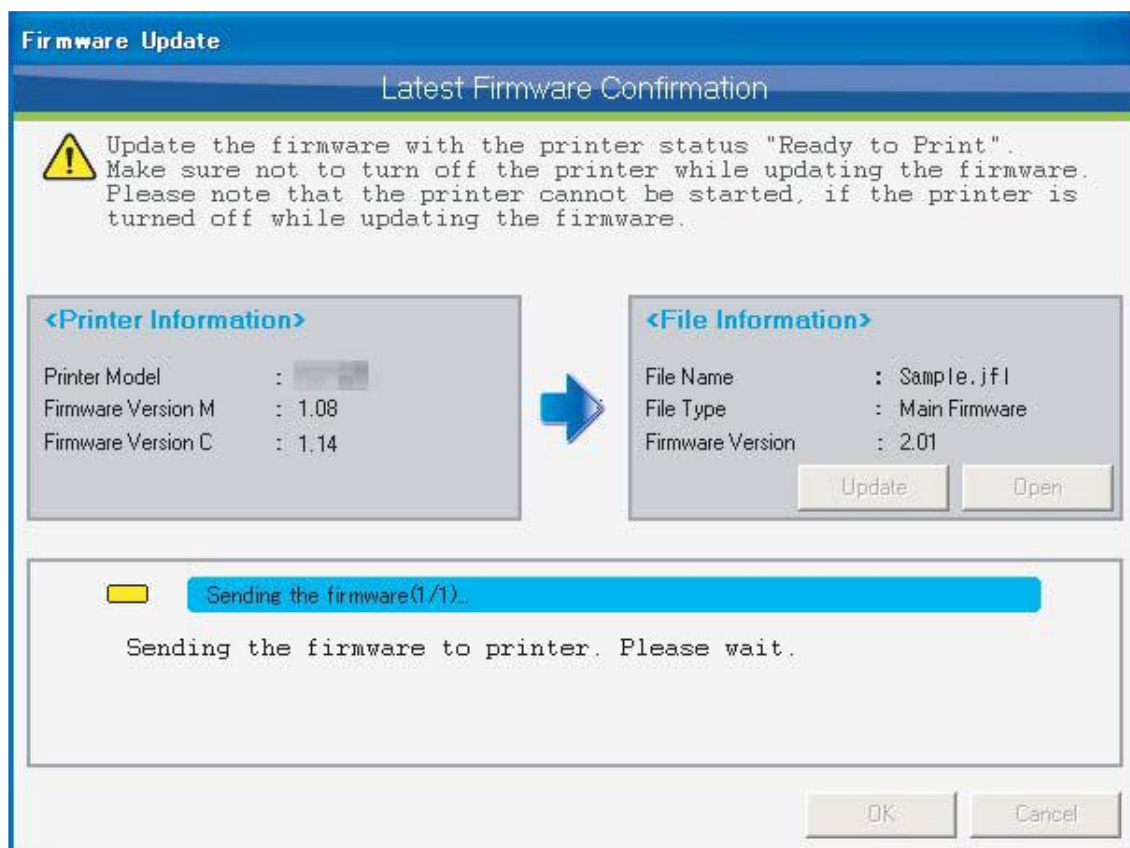 Firmware Update
Latest Firmware Confirmation
Update the firmware with the printer status "Ready to Print".
Make sure not to turn off the printer while updating the firmware.
Please note that the printer cannot be started, if the printer is
turned off while updating the firmware.
<Printer Information>
Printer Model :
Firmware Version M : 1.08
Firmware Version C : 1.14
<File Information>
File Name : Sample.jfl
File Type : Main Firmware
Firmware Version : 2.01
Update Open
Sending the firmware(1/1)...
Sending the firmware to printer. Please wait.
OK Cancel